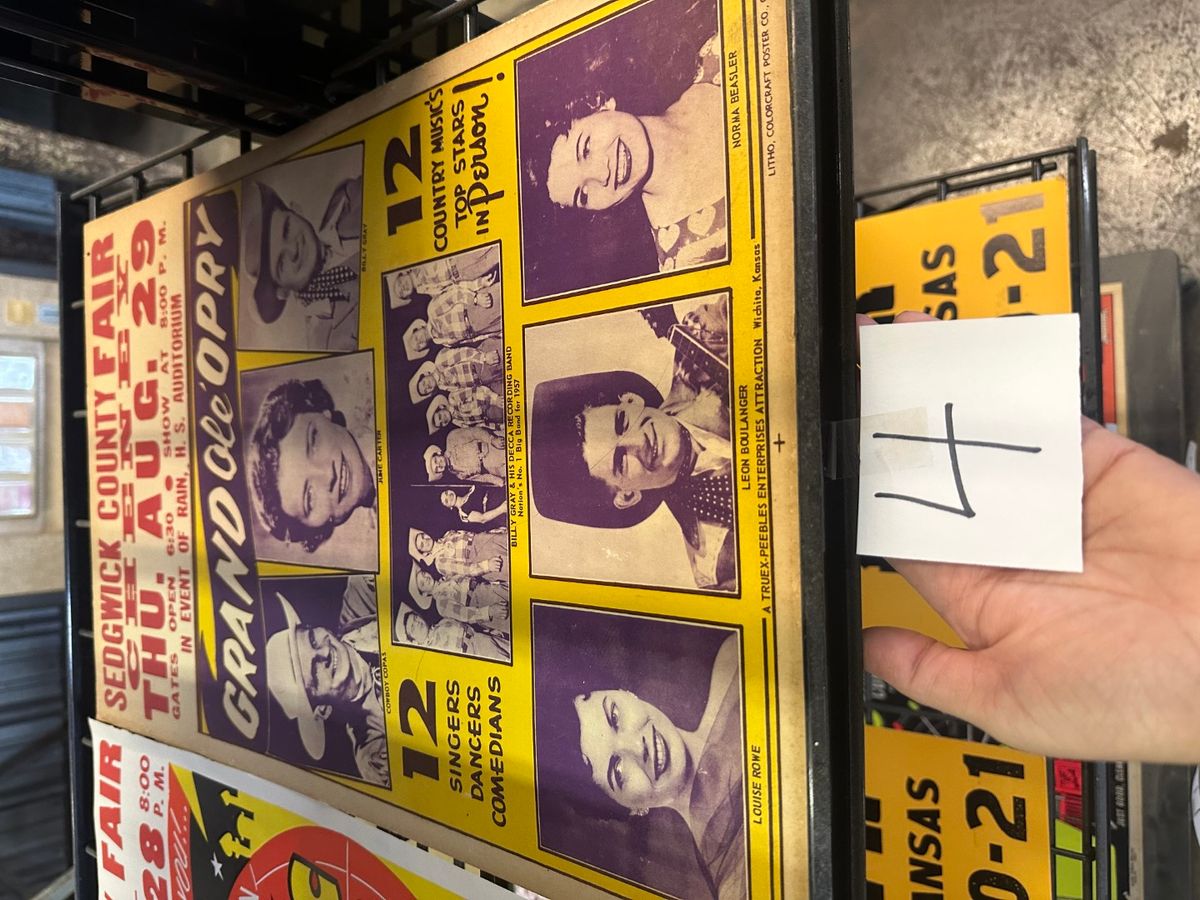 SEDGWICK COUNTY FAIR
CHENEY
THU. AUG. 29
GATES OPEN 6:30 • SHOW AT 8:00 P. M.
IN EVENT OF RAIN, H. S. AUDITORIUM
GRAND Ole' OPRY
COWBOY COPAS
JUNE CARTER
BILLY GRAY
12
SINGERS
DANCERS
COMEDIANS
BILLY GRAY & HIS DECCA RECORDING BAND
Nation's No. 1 Big Band for 1957
12
COUNTRY MUSIC'S
TOP STARS
IN Person!
LOUISE ROWE
LEON BOULANGER
NORMA BEASLER
A TRUEX-PEEBLES ENTERPRISES ATTRACTION Wichita, Kansas
LITHO, COLORCRAFT POSTER CO.,
4
FAIR
28 8:00
P. M.
SAS
0-21
NSAS
0-21